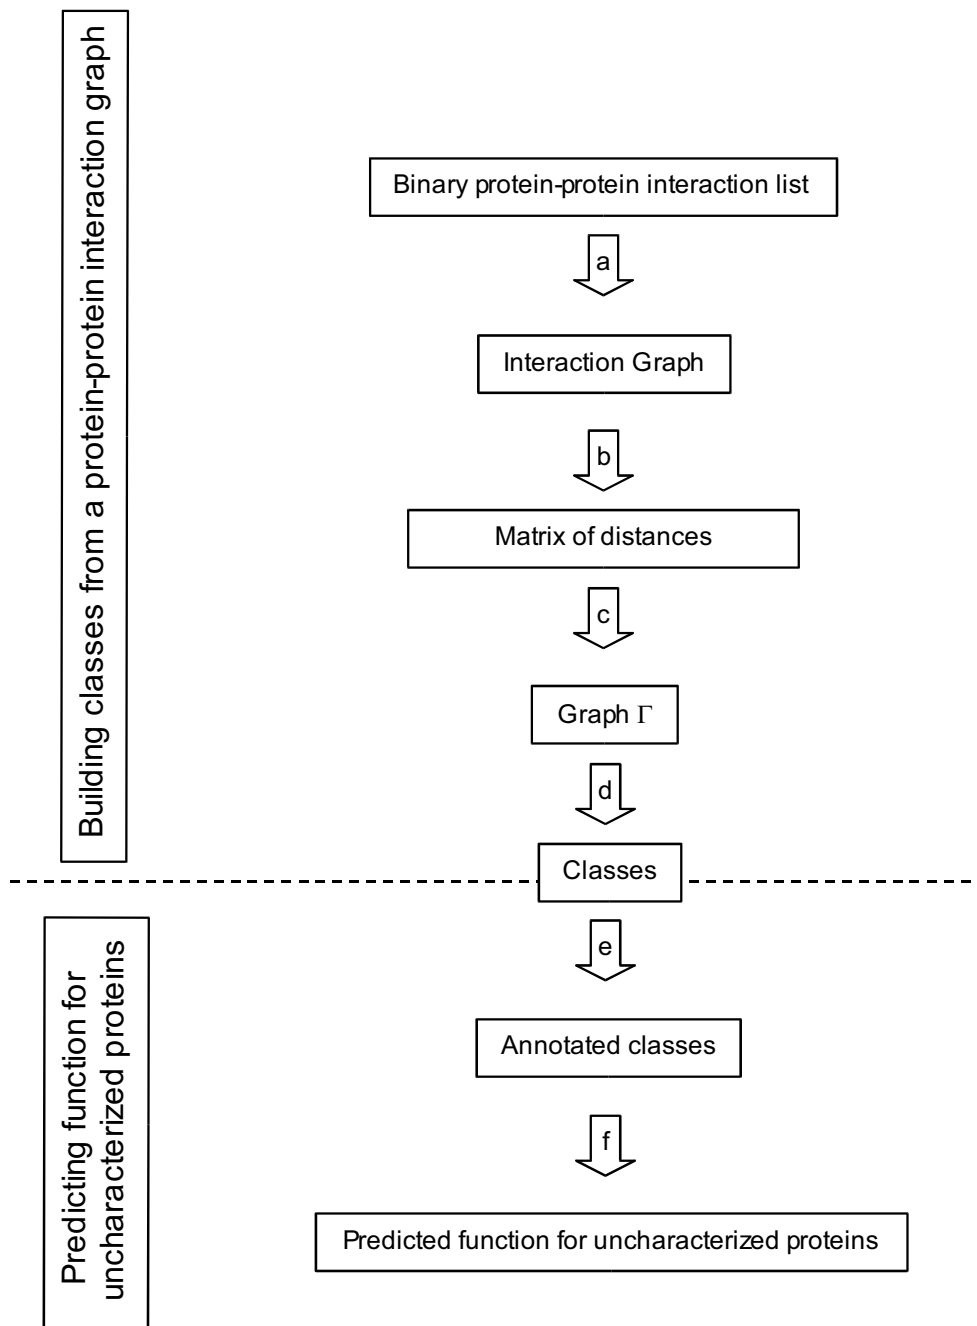 Building classes from a protein-protein interaction graph
Binary protein-protein interaction list
a
Interaction Graph
b
Matrix of distances
c
Graph Γ
d
Classes
e
Annotated classes
f
Predicted function for uncharacterized proteins
Predicting function for
uncharacterized proteins